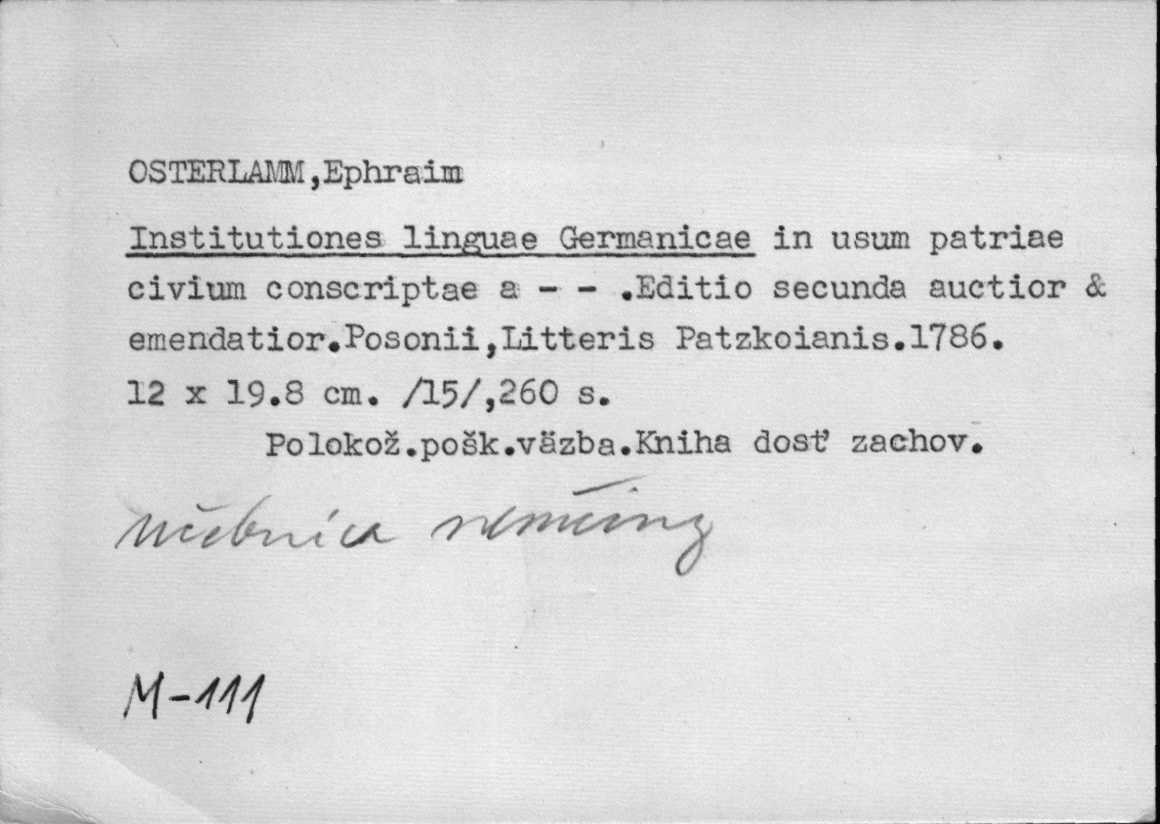 OSTERLAMM,Ephraim
Institutiones linguae Germanicae in usum patriae
civium conscriptae a - - .Editio secunda auctior &
emendatior.Posonii,Litteris Patzkoianis.1786.
12 x 19.8 cm. /15/,260 s.
Polokož.pošk.väzba.Kniha dosť zachov.
učebnica nemčiny
M-111